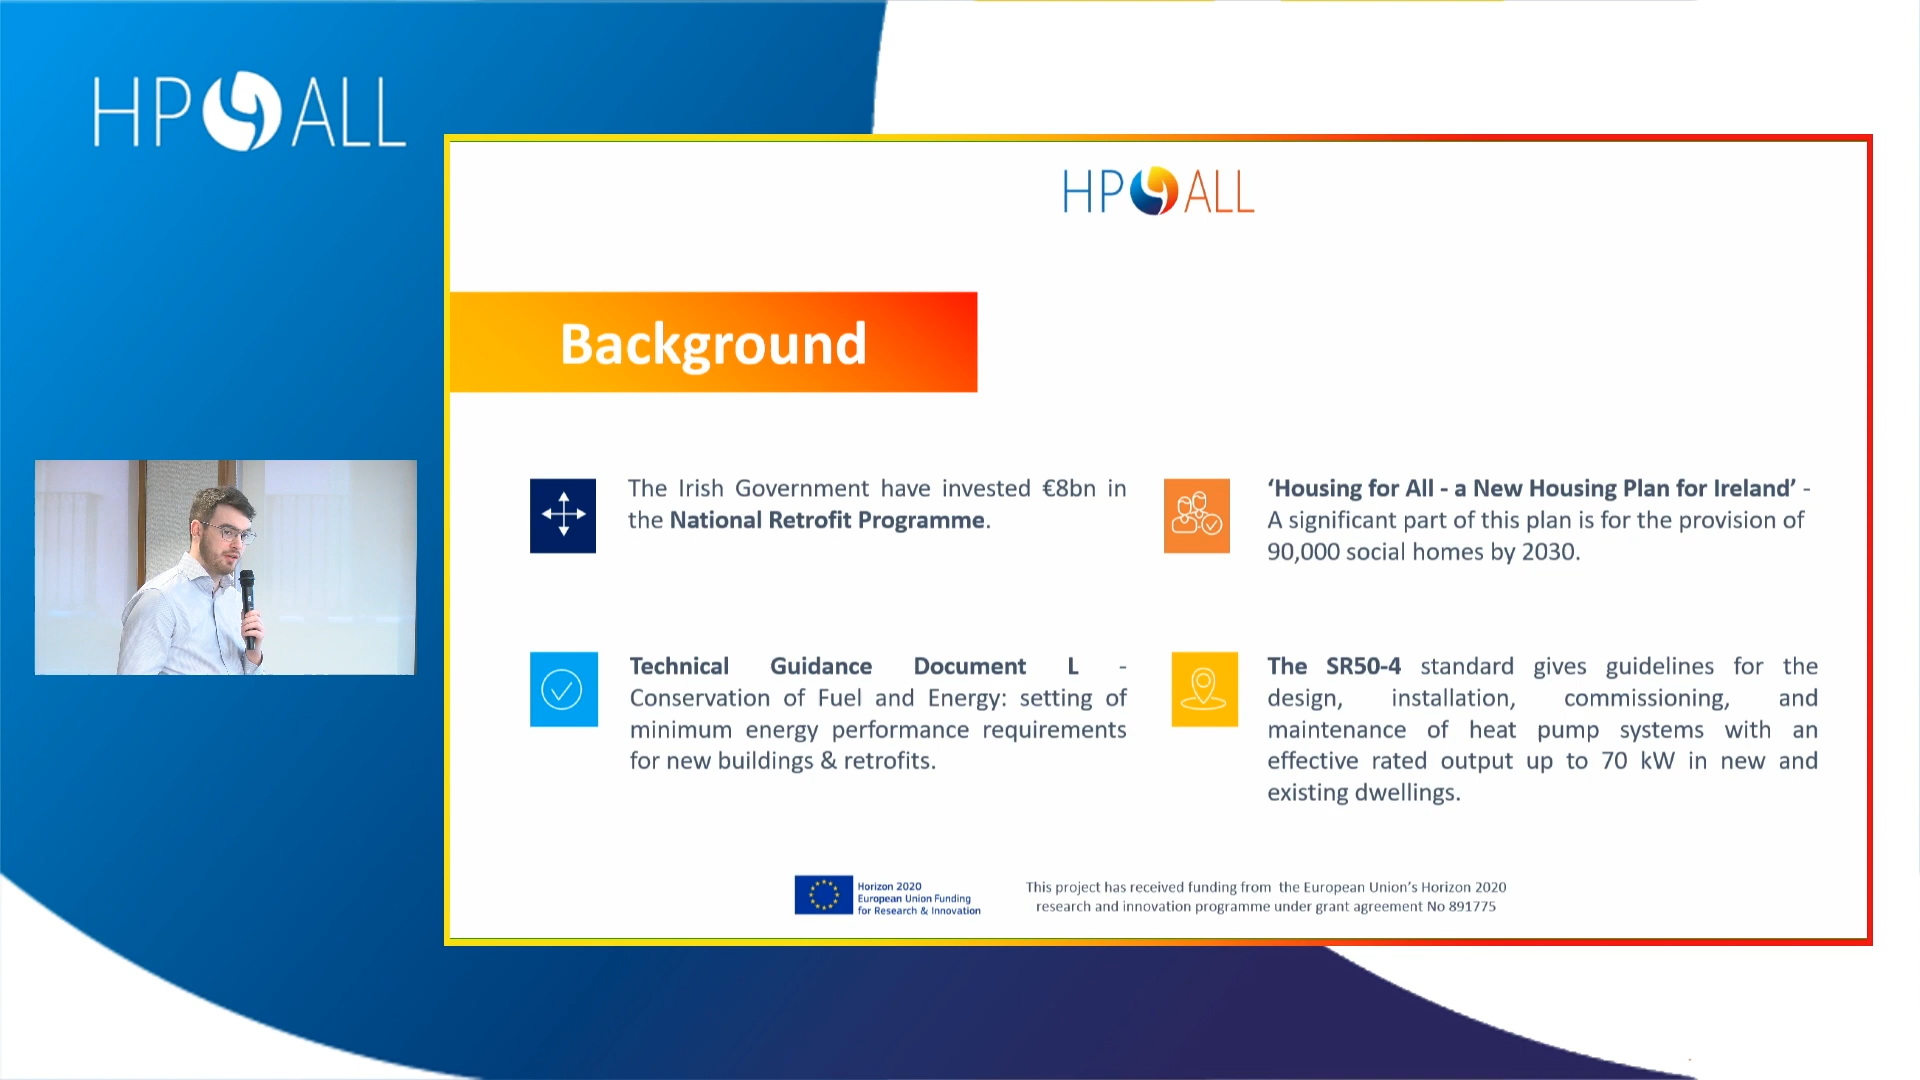 HP4ALL
HP4ALL
Background
The Irish Government have invested €8bn in
the National Retrofit Programme.
‘Housing for All - a New Housing Plan for Ireland’ -
A significant part of this plan is for the provision of
90,000 social homes by 2030.
Technical Guidance Document L -
Conservation of Fuel and Energy: setting of
minimum energy performance requirements
for new buildings & retrofits.
The SR50-4 standard gives guidelines for the
design, installation, commissioning, and
maintenance of heat pump systems with an
effective rated output up to 70 kW in new and
existing dwellings.
Horizon 2020
European Union Funding
for Research & Innovation
This project has received funding from the European Union’s Horizon 2020
research and innovation programme under grant agreement No 891775